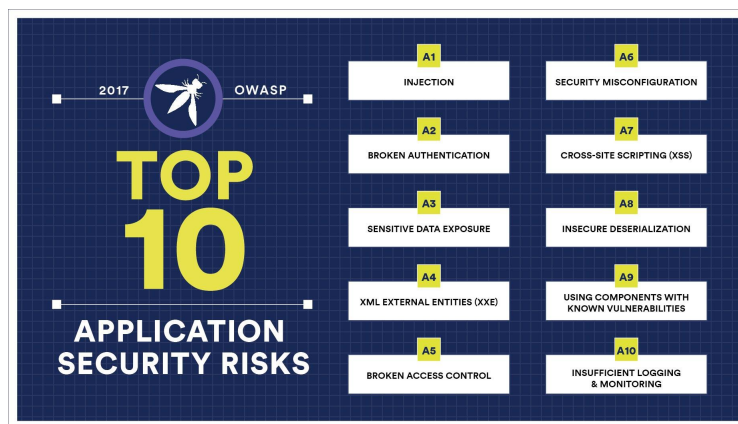 2017 OWASP
TOP
10
APPLICATION
SECURITY RISKS
A1
INJECTION
A2
BROKEN AUTHENTICATION
A3
SENSITIVE DATA EXPOSURE
A4
XML EXTERNAL ENTITIES (XXE)
A5
BROKEN ACCESS CONTROL
A6
SECURITY MISCONFIGURATION
A7
CROSS-SITE SCRIPTING (XSS)
A8
INSECURE DESERIALIZATION
A9
USING COMPONENTS WITH
KNOWN VULNERABILITIES
A10
INSUFFICIENT LOGGING
& MONITORING